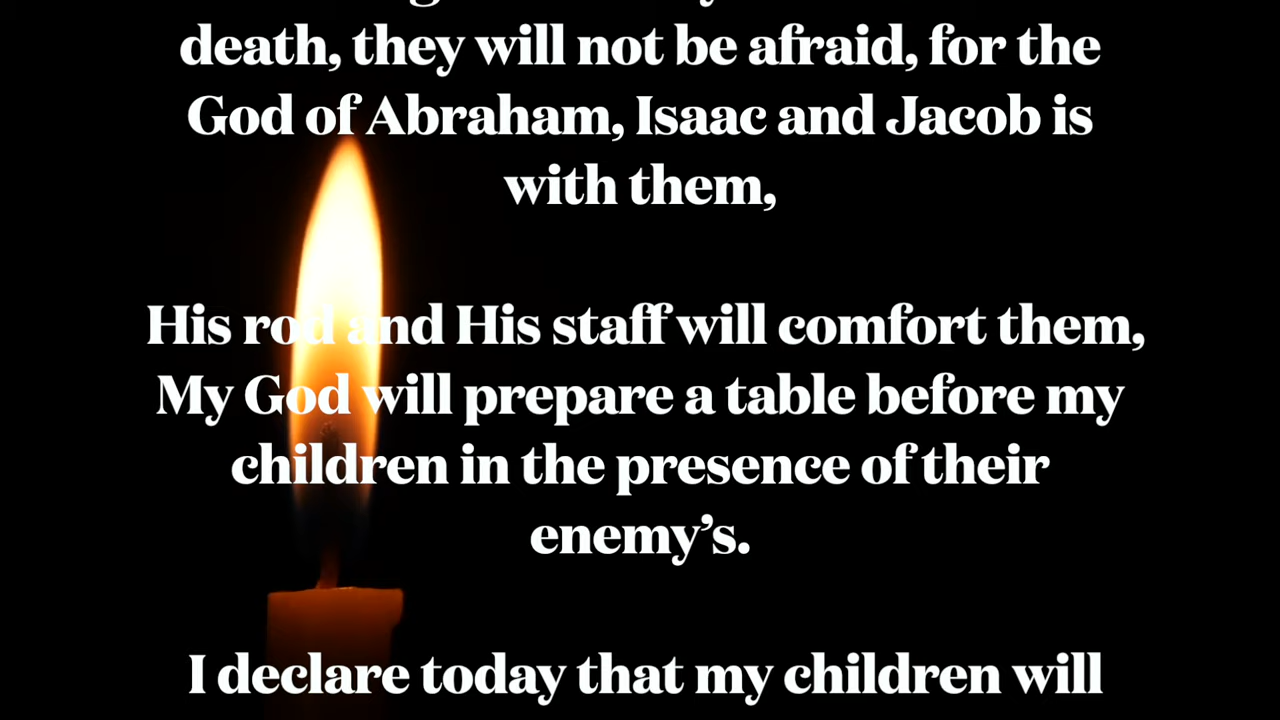 death, they will not be afraid, for the
God of Abraham, Isaac and Jacob is
with them,
His rod and His staff will comfort them,
My God will prepare a table before my
children in the presence of their
enemy's.
I declare today that my children will